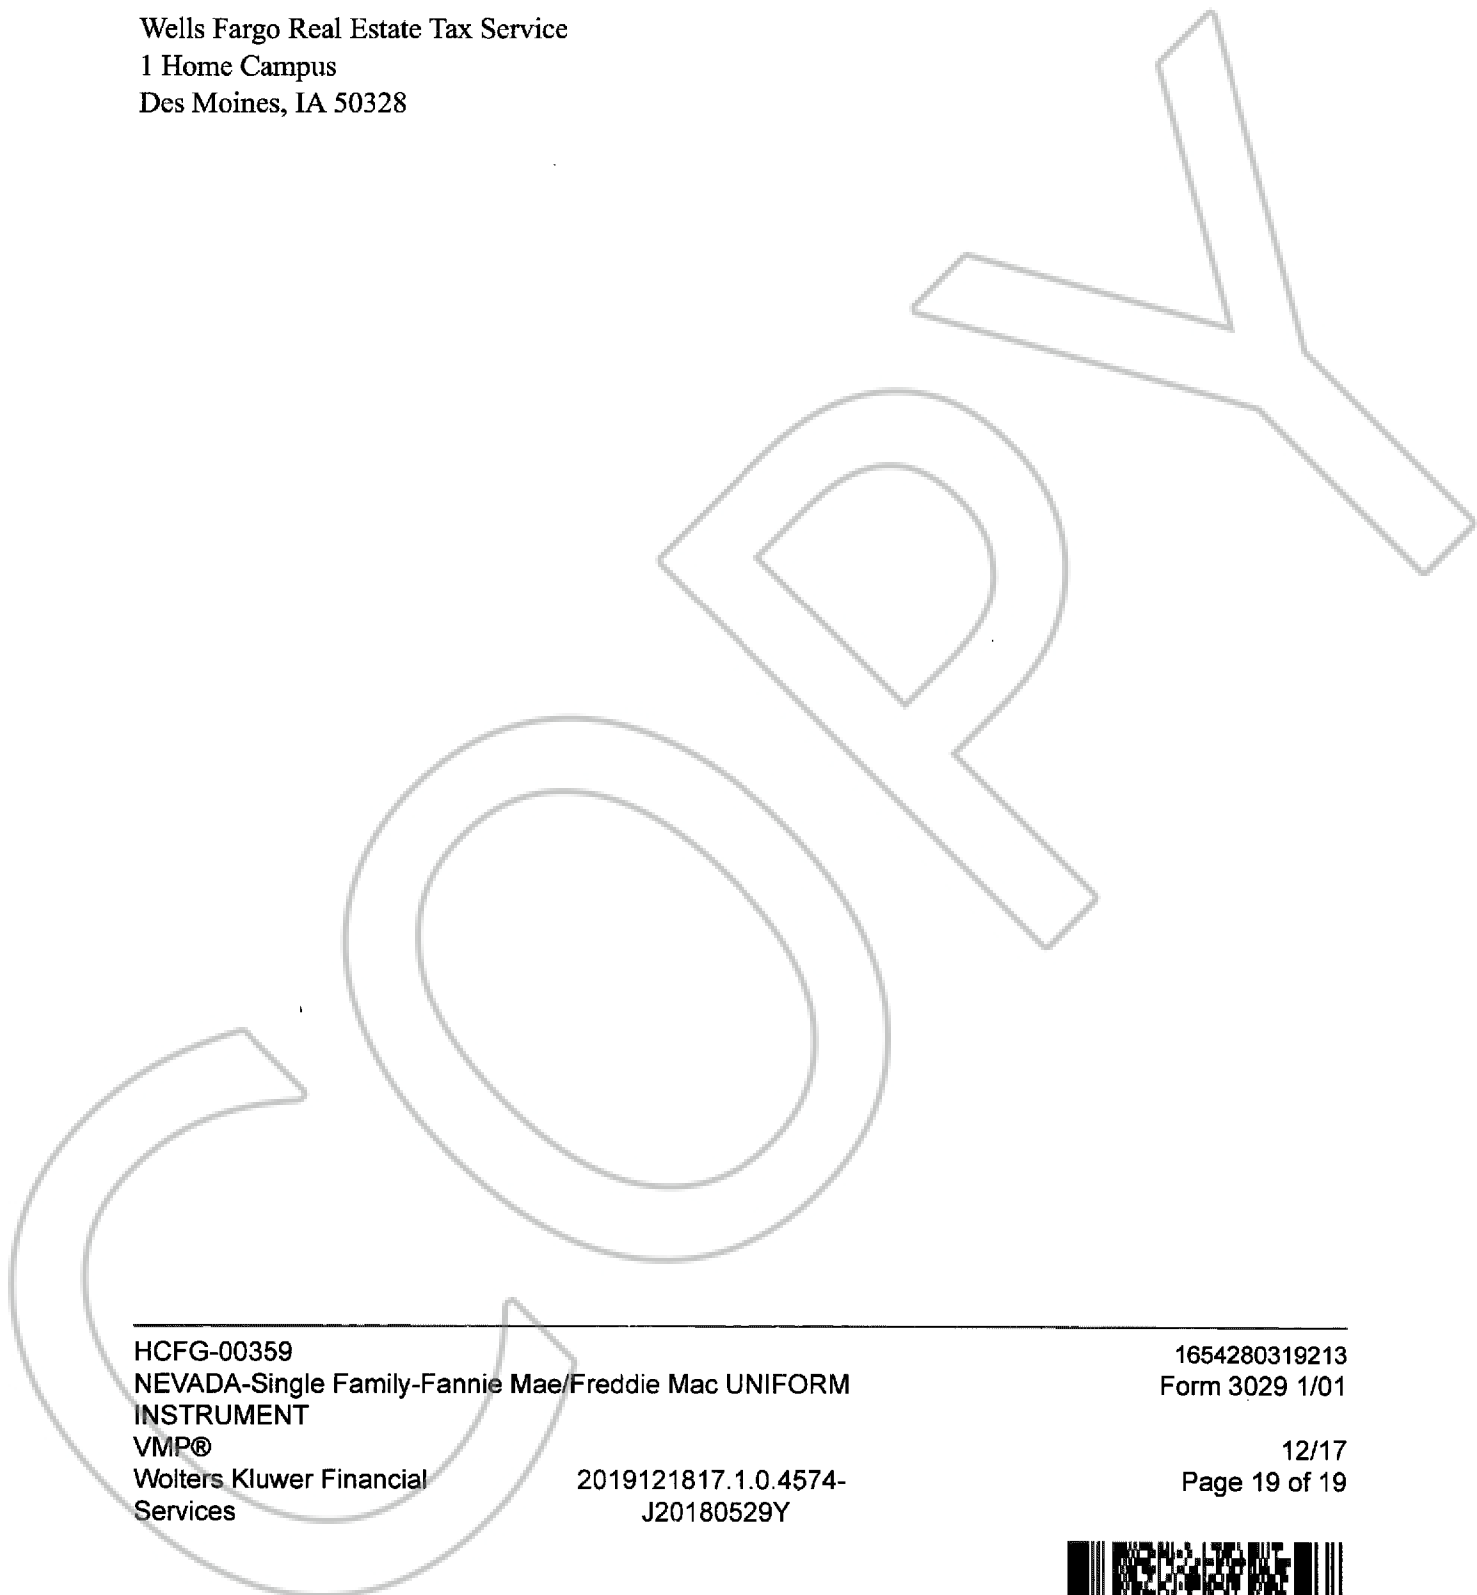 Wells Fargo Real Estate Tax Service
1 Home Campus
Des Moines, IA 50328
COPY
HCFG-00359
1654280319213
NEVADA-Single Family-Fannie Mae/Freddie Mac UNIFORM
Form 3029 1/01
INSTRUMENT
VMP®
12/17
Wolters Kluwer Financial
2019121817.1.0.4574-
Page 19 of 19
Services
J20180529Y